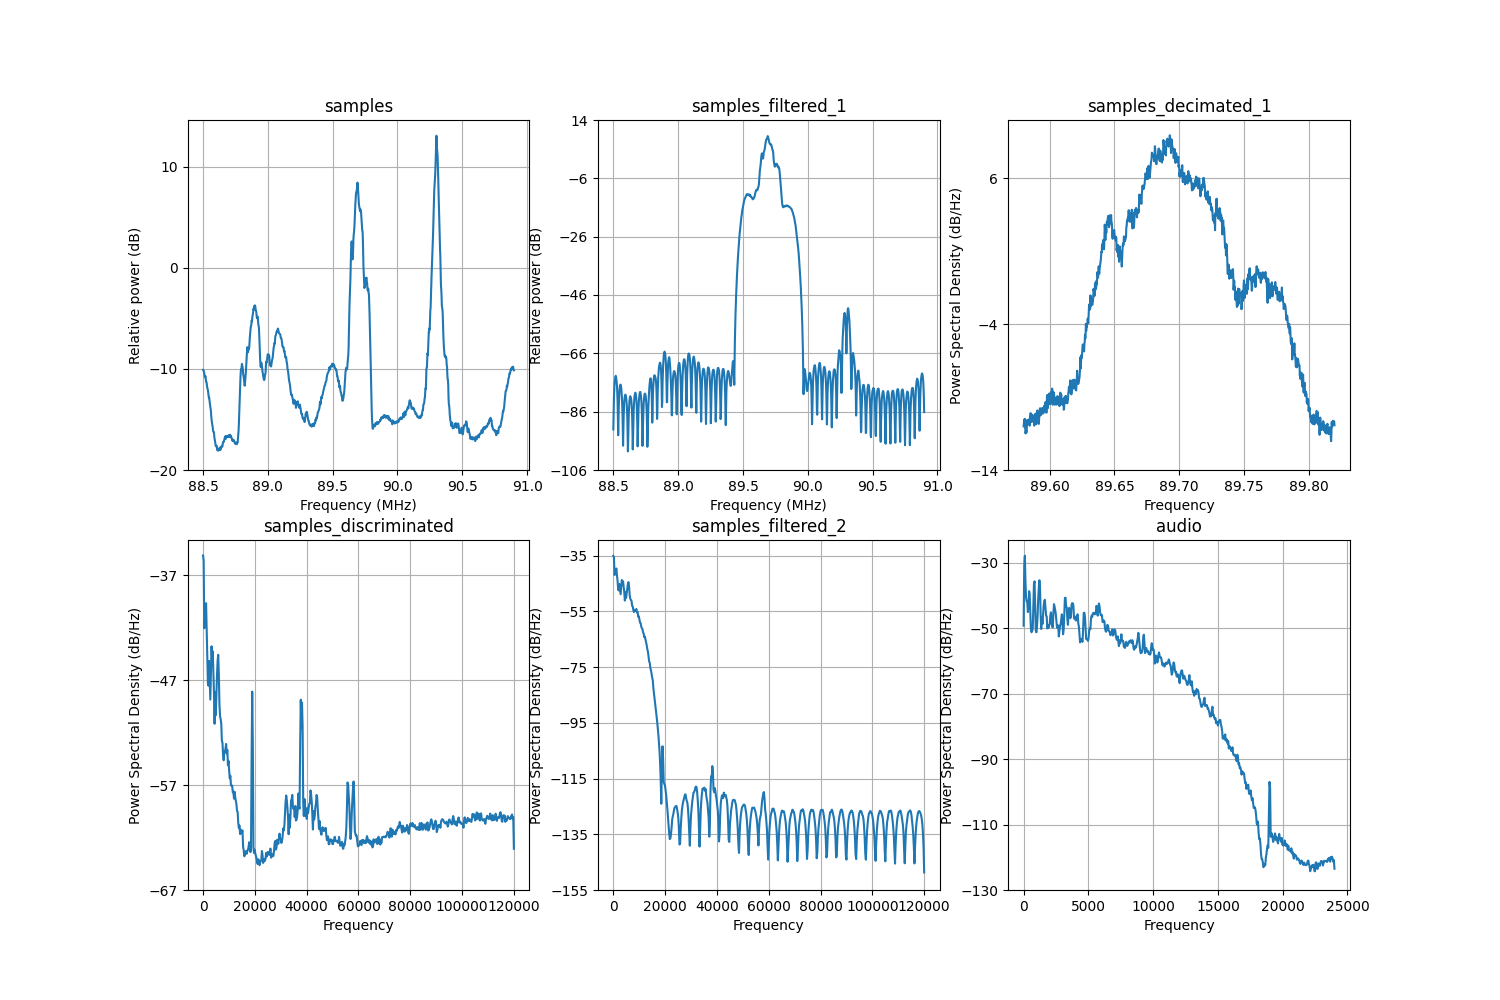 samples
samples_filtered_1
samples_decimated_1
Relative power (dB)
10
0
−10
−20
88.5 89.0 89.5 90.0 90.5 91.0
Frequency (MHz)
Relative power (dB)
14
−6
−26
−46
−66
−86
−106
88.5 89.0 89.5 90.0 90.5 91.0
Frequency (MHz)
Power Spectral Density (dB/Hz)
6
−4
−14
89.60 89.65 89.70 89.75 89.80
Frequency
samples_discriminated
samples_filtered_2
audio
Power Spectral Density (dB/Hz)
−37
−47
−57
−67
0 20000 40000 60000 80000 100000 120000
Frequency
Power Spectral Density (dB/Hz)
−35
−55
−75
−95
−115
−135
−155
0 20000 40000 60000 80000 100000 120000
Frequency
Power Spectral Density (dB/Hz)
−30
−50
−70
−90
−110
−130
0 5000 10000 15000 20000 25000
Frequency